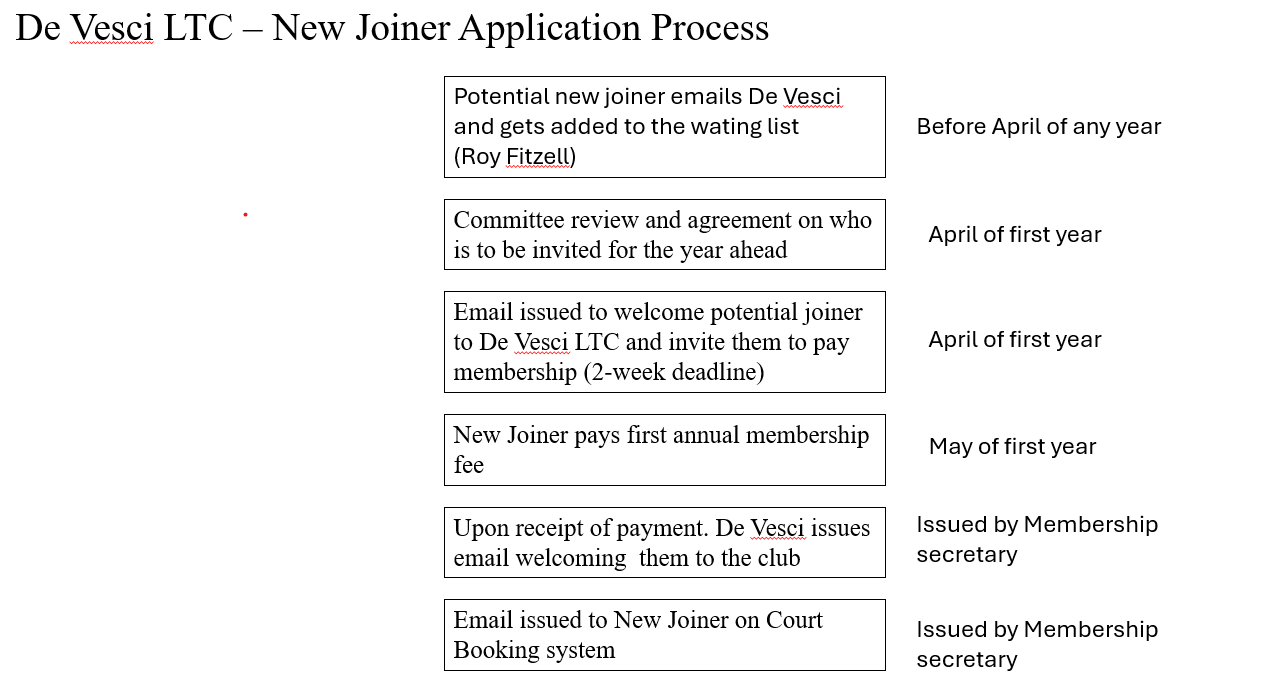 De Vesci LTC – New Joiner Application Process
Potential new joiner emails De Vesci
and gets added to the wating list
(Roy Fitzell)
Before April of any year
Committee review and agreement on who
is to be invited for the year ahead
April of first year
Email issued to welcome potential joiner
to De Vesci LTC and invite them to pay
membership (2-week deadline)
April of first year
New Joiner pays first annual membership
fee
May of first year
Upon receipt of payment. De Vesci issues
email welcoming  them to the club
Issued by Membership
secretary
Email issued to New Joiner on Court
Booking system
Issued by Membership
secretary